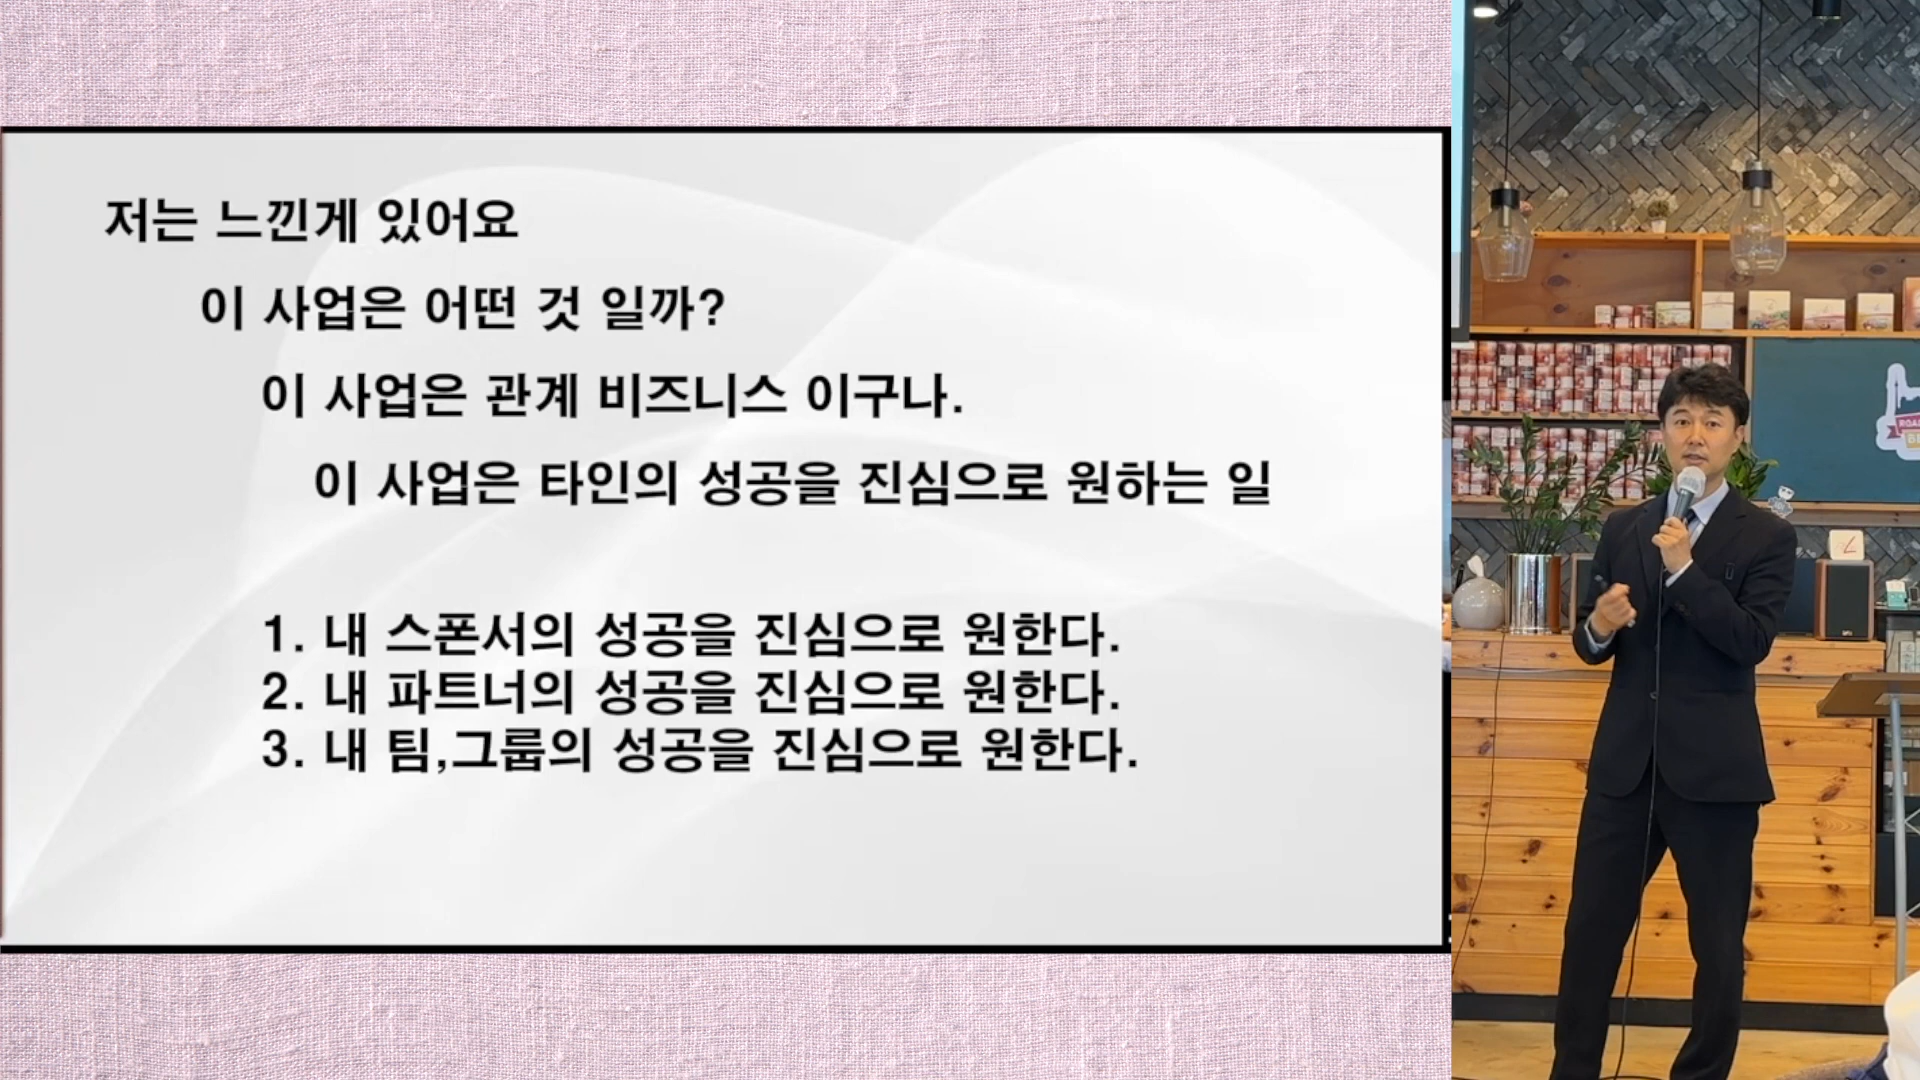 저는 느낀게 있어요
이 사업은 어떤 것 일까?
이 사업은 관계 비즈니스 이구나.
이 사업은 타인의 성공을 진심으로 원하는 일
1. 내 스폰서의 성공을 진심으로 원한다.
2. 내 파트너의 성공을 진심으로 원한다.
3. 내 팀,그룹의 성공을 진심으로 원한다.